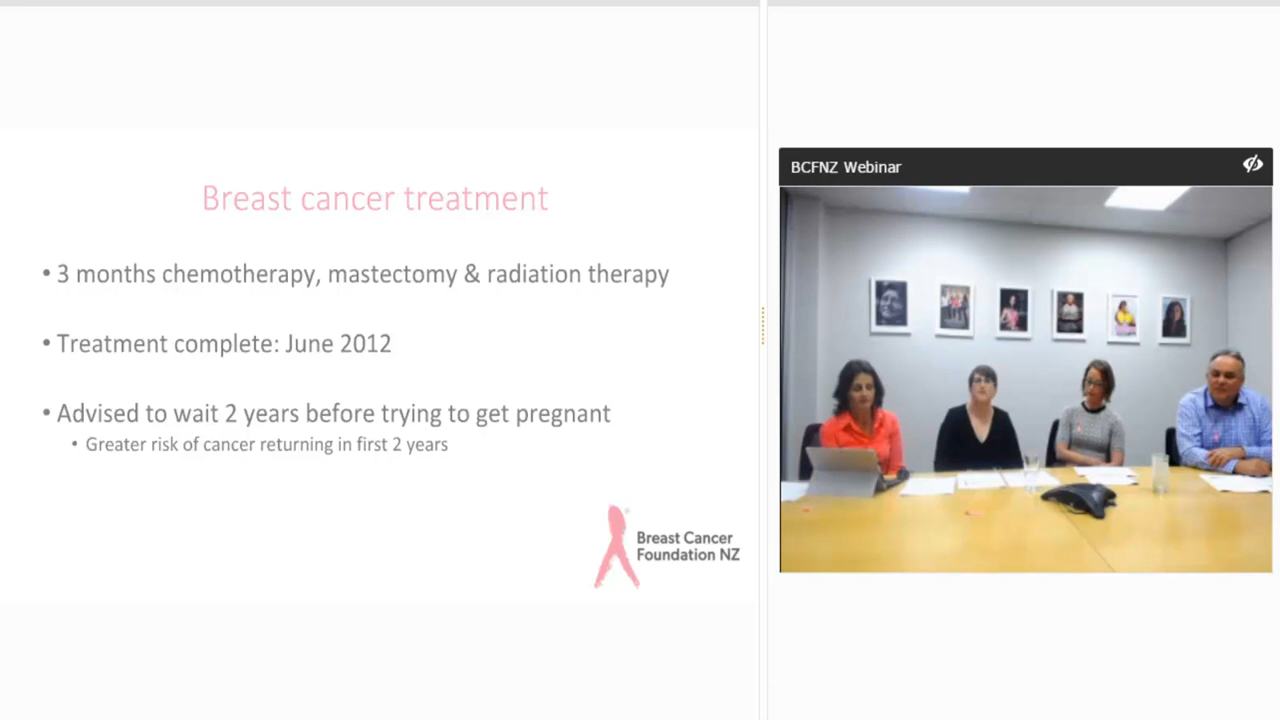 Breast cancer treatment
• 3 months chemotherapy, mastectomy & radiation therapy
• Treatment complete: June 2012
• Advised to wait 2 years before trying to get pregnant
• Greater risk of cancer returning in first 2 years
Breast Cancer
Foundation NZ
BCFNZ Webinar